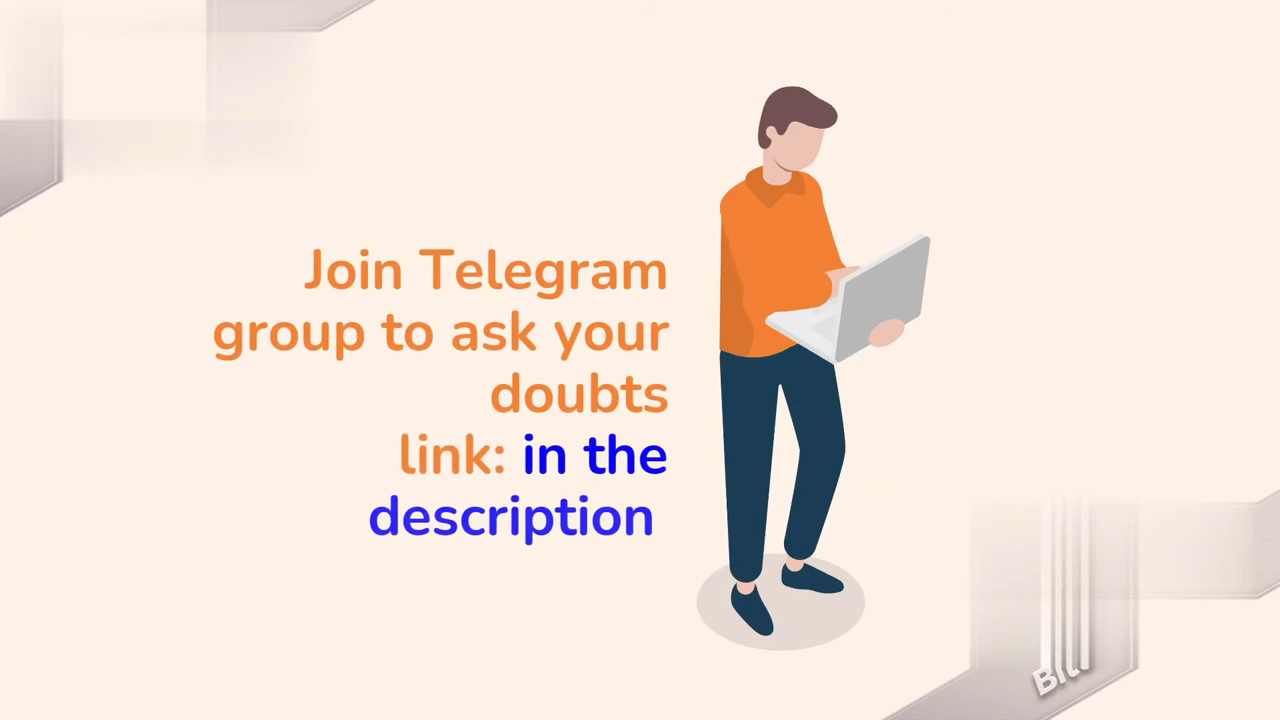 Join Telegram
group to ask your
doubts
link: in the
description